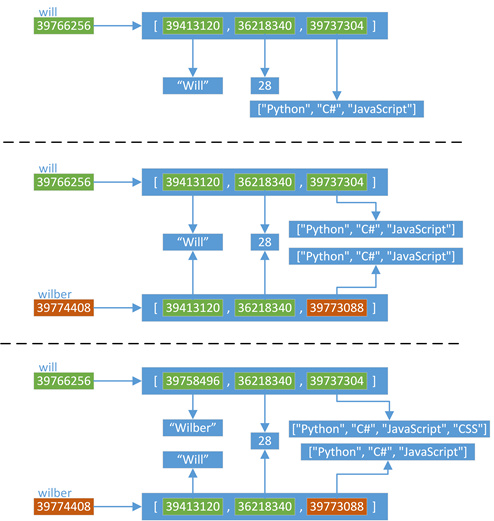 will
39766256 [ 39413120 , 36218340 , 39737304 ]
“Will” 28
["Python", "C#", "JavaScript"]
will
39766256 [ 39413120 , 36218340 , 39737304 ]
["Python", "C#", "JavaScript"]
“Will” 28
["Python", "C#", "JavaScript"]
wilber
39774408 [ 39413120 , 36218340 , 39773088 ]
will
39766256 [ 39758496 , 36218340 , 39737304 ]
“Wilber” ["Python", "C#", "JavaScript", "CSS"]
28
["Python", "C#", "JavaScript"]
“Will”
wilber
39774408 [ 39413120 , 36218340 , 39773088 ]